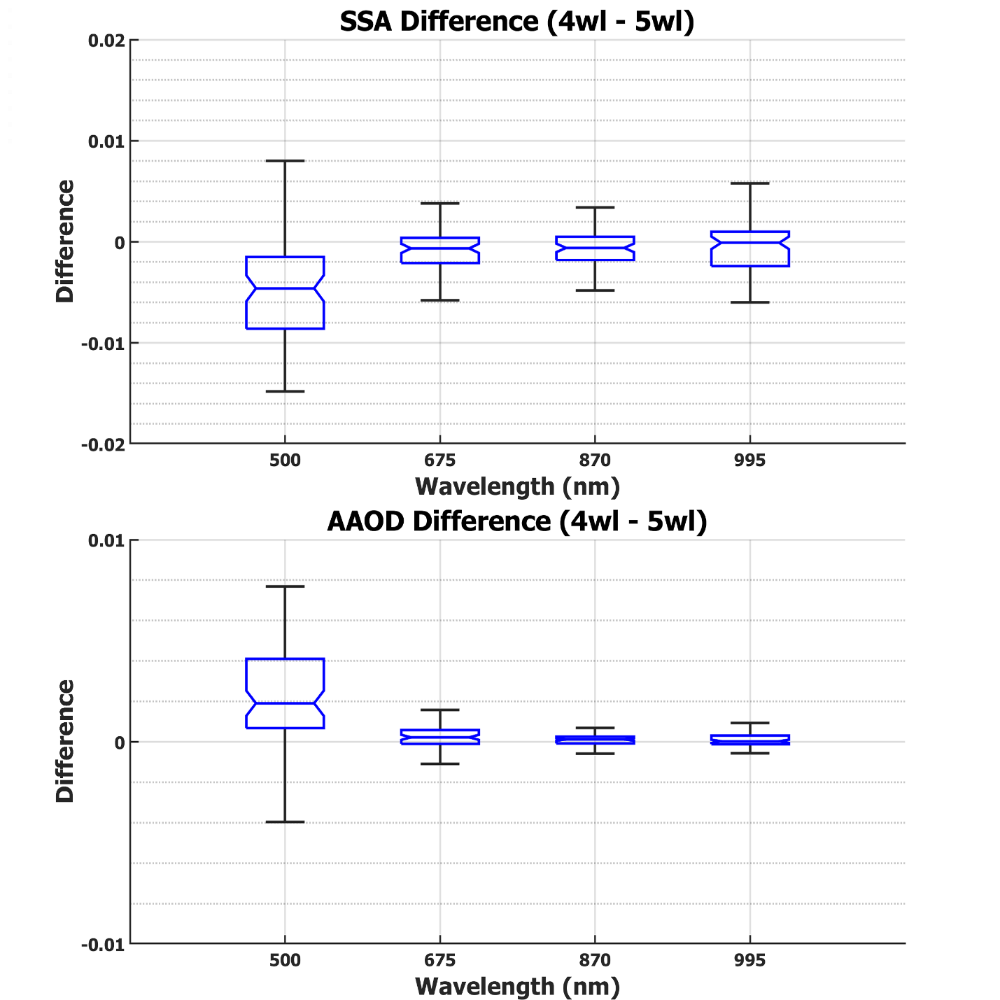 SSA Difference (4wl - 5wl)
0.02
0.01
0
-0.01
-0.02
Difference
500 675 870 995
Wavelength (nm)
AAOD Difference (4wl - 5wl)
0.01
0
-0.01
Difference
500 675 870 995
Wavelength (nm)